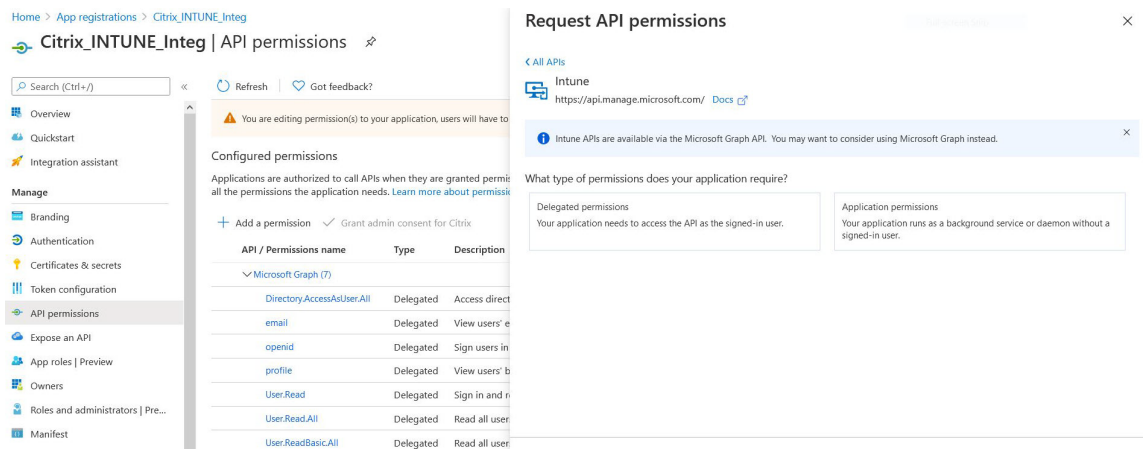 Home > App registrations > Citrix_INTUNE_Integ
Citrix_INTUNE_Integ | API permissions
Search (Ctrl+/)
«
Overview
Quickstart
Integration assistant
Manage
Branding
Authentication
Certificates & secrets
Token configuration
API permissions
Expose an API
App roles | Preview
Owners
Roles and administrators | Pre...
Manifest
Refresh
Got feedback?
You are editing permission(s) to your application, users will have to
Configured permissions
Applications are authorized to call APIs when they are granted permis
all the permissions the application needs. Learn more about permissio
+ Add a permission
Grant admin consent for Citrix
API / Permissions name Type Description
Microsoft Graph (7)
Directory.AccessAsUser.All Delegated Access direct
email Delegated View users' e
openid Delegated Sign users in
profile Delegated View users' b
User.Read Delegated Sign in and r
User.Read.All Delegated Read all user
User.ReadBasic.All Delegated Read all user
Request API permissions
All APIs
Intune
https://api.manage.microsoft.com/ Docs
Intune APIs are available via the Microsoft Graph API. You may want to consider using Microsoft Graph instead.
What type of permissions does your application require?
Delegated permissions
Your application needs to access the API as the signed-in user.
Application permissions
Your application runs as a background service or daemon without a
signed-in user.